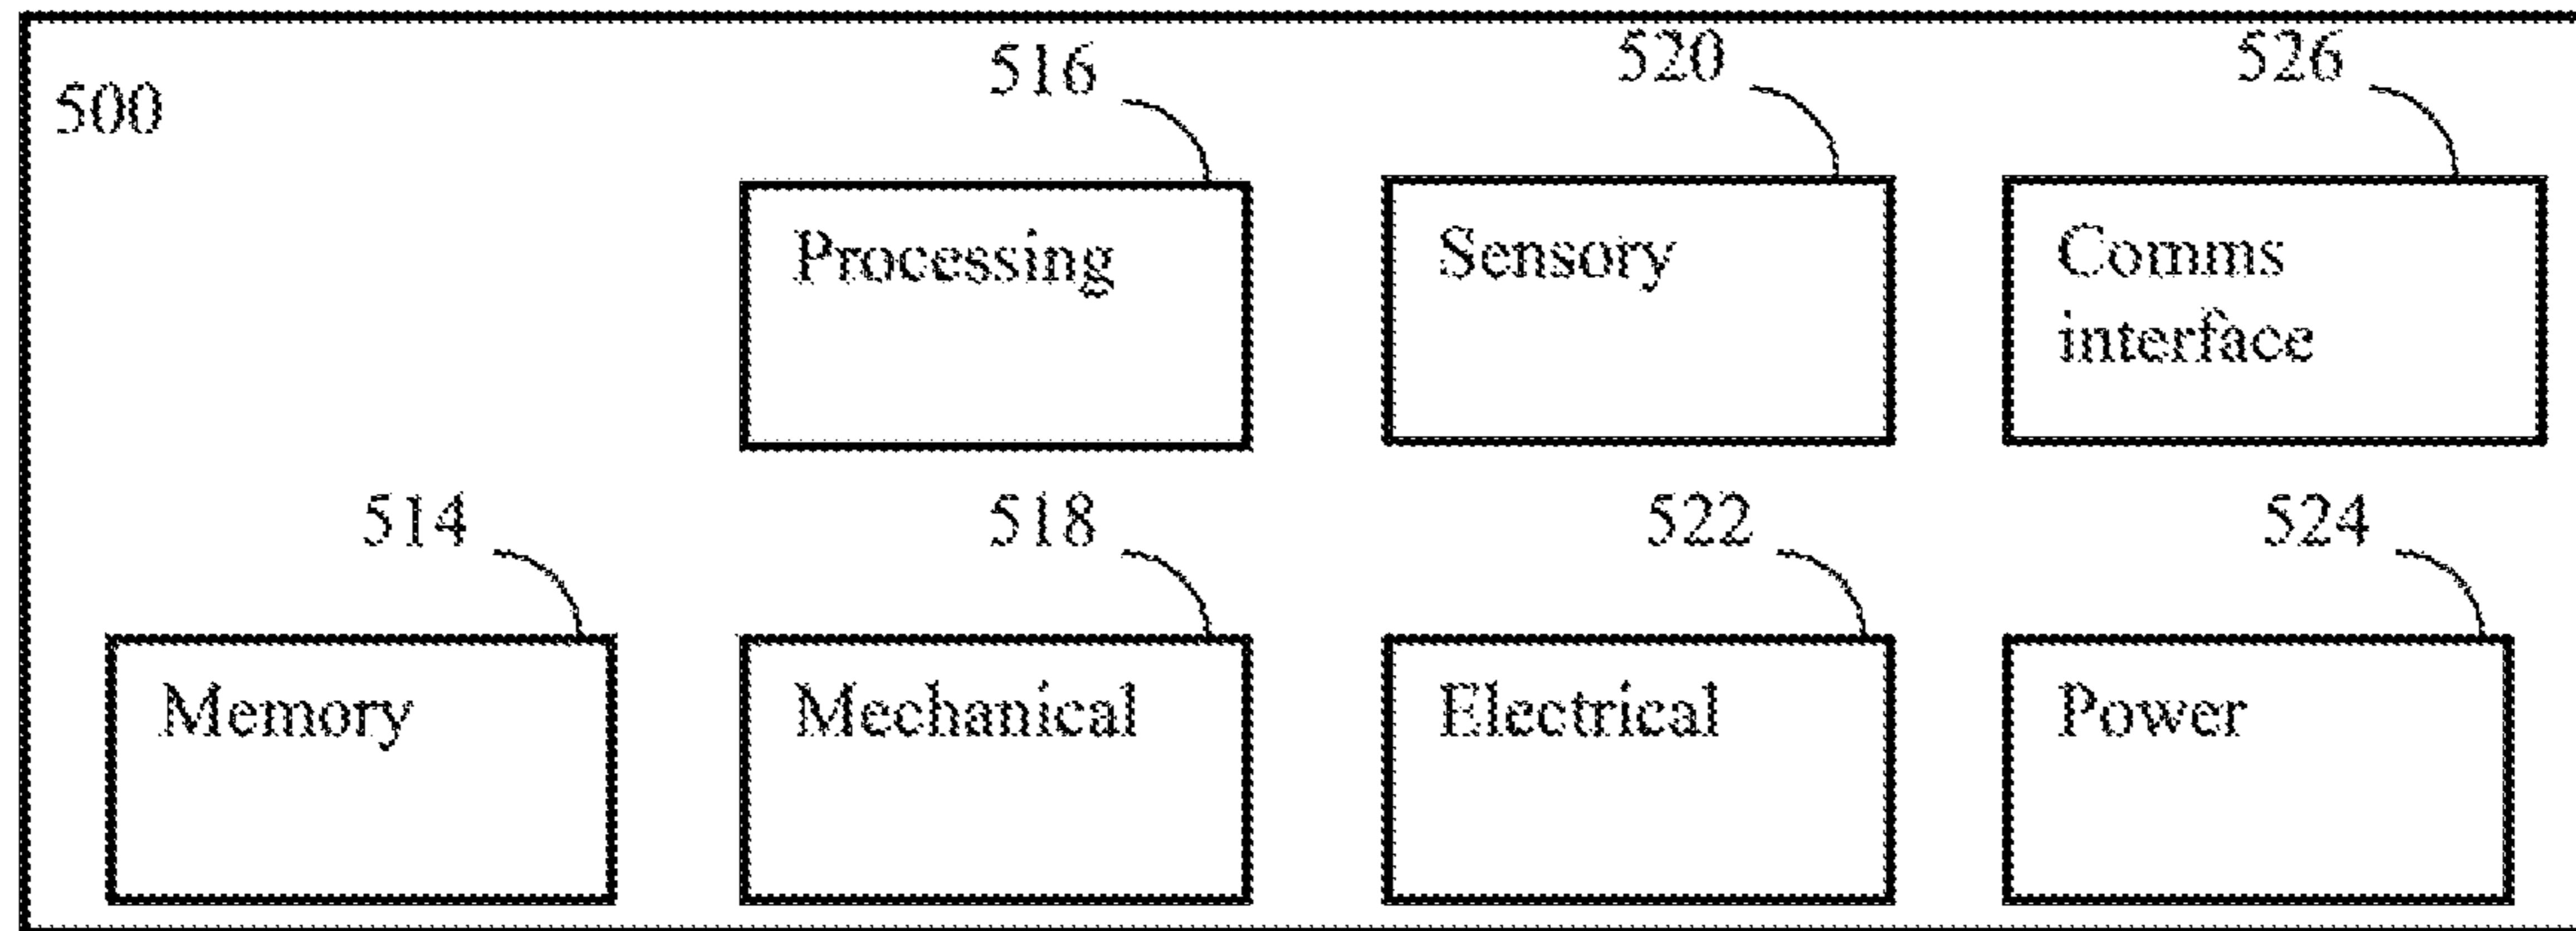 500
516
520
526
Processing
Sensory
Comms
interface
514
518
522
524
Memory
Mechanical
Electrical
Power